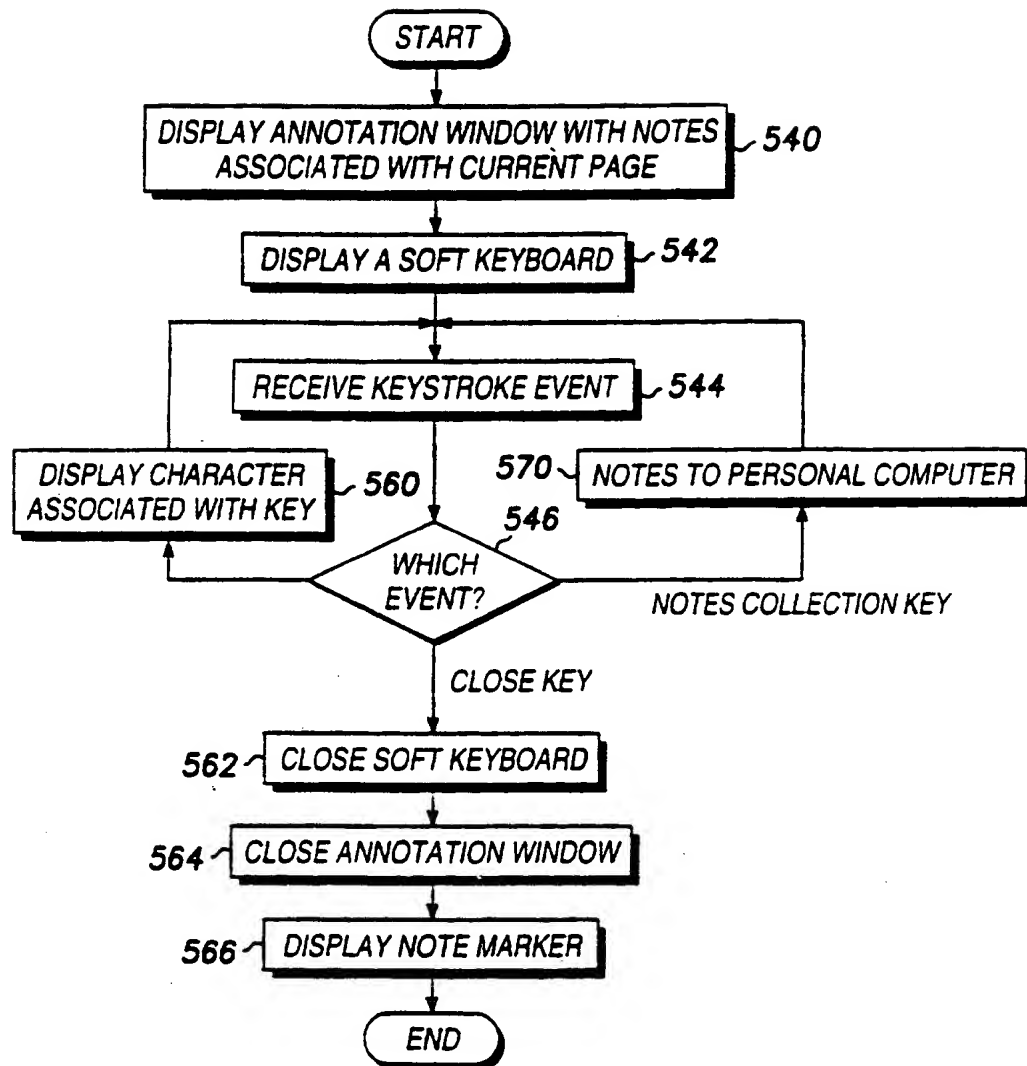 START
DISPLAY ANNOTATION WINDOW WITH NOTES
ASSOCIATED WITH CURRENT PAGE
540
DISPLAY A SOFT KEYBOARD
542
RECEIVE KEYSTROKE EVENT
544
DISPLAY CHARACTER
ASSOCIATED WITH KEY
560
570
NOTES TO PERSONAL COMPUTER
546
WHICH
EVENT?
NOTES COLLECTION KEY
CLOSE KEY
562
CLOSE SOFT KEYBOARD
564
CLOSE ANNOTATION WINDOW
566
DISPLAY NOTE MARKER
END